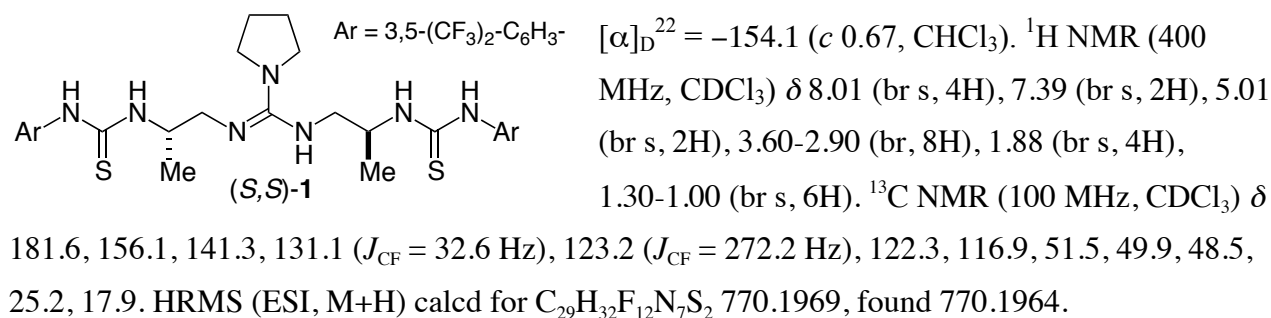 Ar = 3,5-(CF₃)₂-C₆H₃-
N
H H H H
N N N N
Ar N N Ar
S Me H Me S
(S,S)-1
[α]D²² = –154.1 (c 0.67, CHCl₃). ¹H NMR (400
MHz, CDCl₃) δ 8.01 (br s, 4H), 7.39 (br s, 2H), 5.01
(br s, 2H), 3.60-2.90 (br, 8H), 1.88 (br s, 4H),
1.30-1.00 (br s, 6H). ¹³C NMR (100 MHz, CDCl₃) δ
181.6, 156.1, 141.3, 131.1 (J_CF = 32.6 Hz), 123.2 (J_CF = 272.2 Hz), 122.3, 116.9, 51.5, 49.9, 48.5,
25.2, 17.9. HRMS (ESI, M+H) calcd for C₂₉H₃₂F₁₂N₇S₂ 770.1969, found 770.1964.